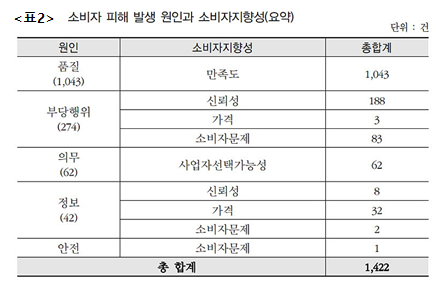 <표2> 소비자 피해 발생 원인과 소비자지향성(요약)
단위 : 건
원인 소비자지향성 총합계
품질
(1,043) 만족도 1,043
부당행위
(274) 신뢰성 188
가격 3
소비자문제 83
의무
(62) 사업자선택가능성 62
정보
(42) 신뢰성 8
가격 32
소비자문제 2
안전 소비자문제 1
총 합계 1,422